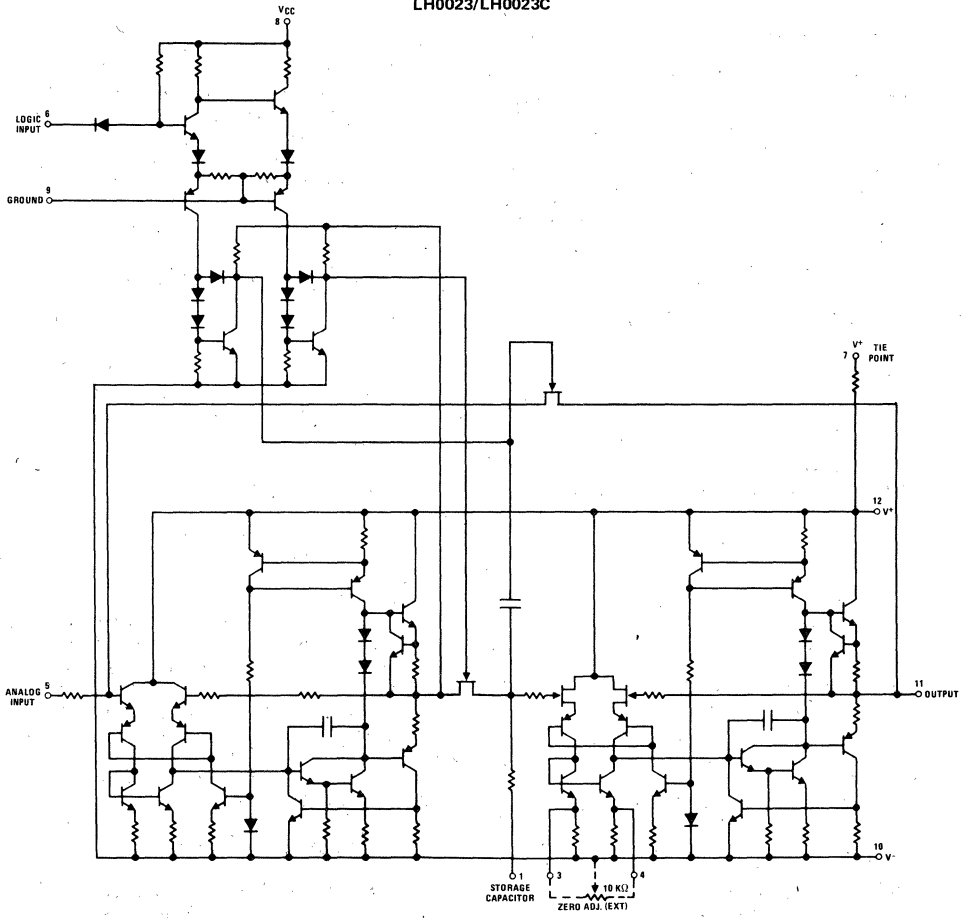 LH0023/LH0023C
VCC
8
LOGIC
INPUT
6
9
GROUND
V+
7
TIE
POINT
12
V+
ANALOG
INPUT
5
11
OUTPUT
10
V-
1
STORAGE
CAPACITOR
3
4
10 KΩ
ZERO ADJ. (EXT)